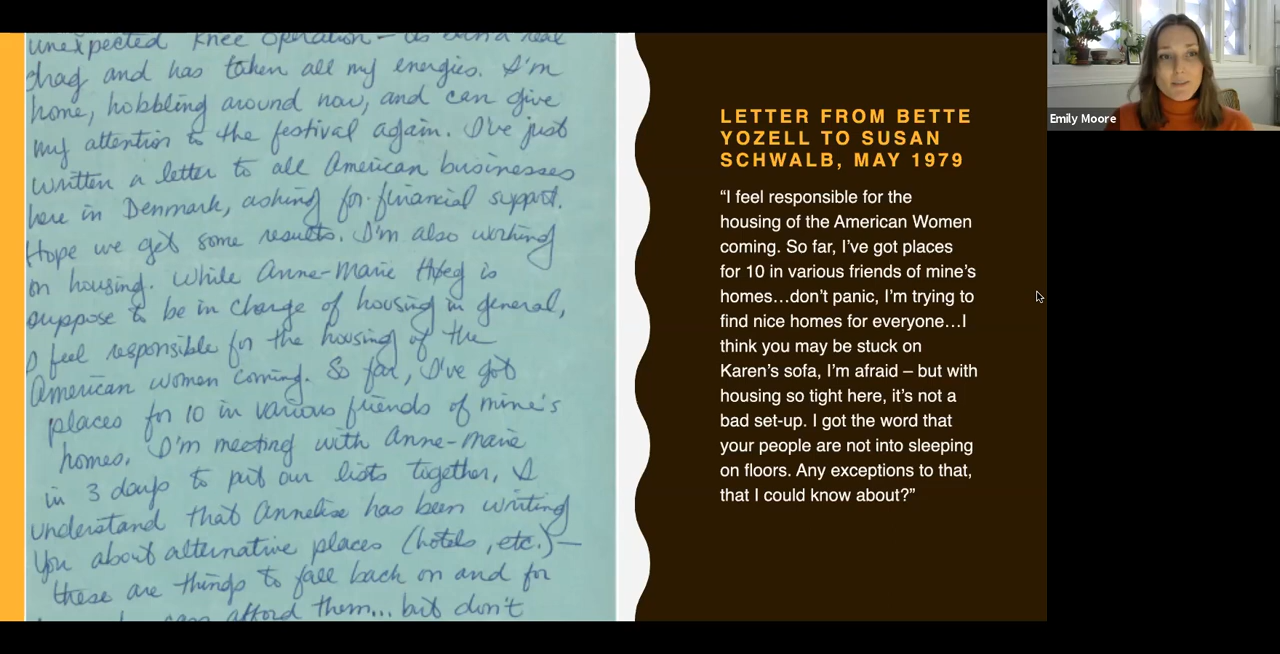 unexpected knee operation – its been a real
drag and has taken all my energies. I'm
home, hobbling around now, and can give
my attention to the festival again. I've just
written a letter to all American businesses
here in Denmark, asking for financial support.
Hope we get some results. I'm also working
on housing. While Anne-Marie Høeg is
suppose to be in charge of housing in general,
I feel responsible for the housing of the
American women coming. So far, I've got
places for 10 in various friends of mine's
homes. I'm meeting with Anne-Marie
in 3 days to put our lists together, I
understand that Annelise has been writing
you about alternative places (hotels, etc.) –
these are things to fall back on and for
can afford them... but don't
LETTER FROM BETTE
YOZELL TO SUSAN
SCHWALB, MAY 1979
“I feel responsible for the
housing of the American Women
coming. So far, I’ve got places
for 10 in various friends of mine’s
homes…don’t panic, I’m trying to
find nice homes for everyone…I
think you may be stuck on
Karen’s sofa, I’m afraid – but with
housing so tight here, it’s not a
bad set-up. I got the word that
your people are not into sleeping
on floors. Any exceptions to that,
that I could know about?”
Emily Moore